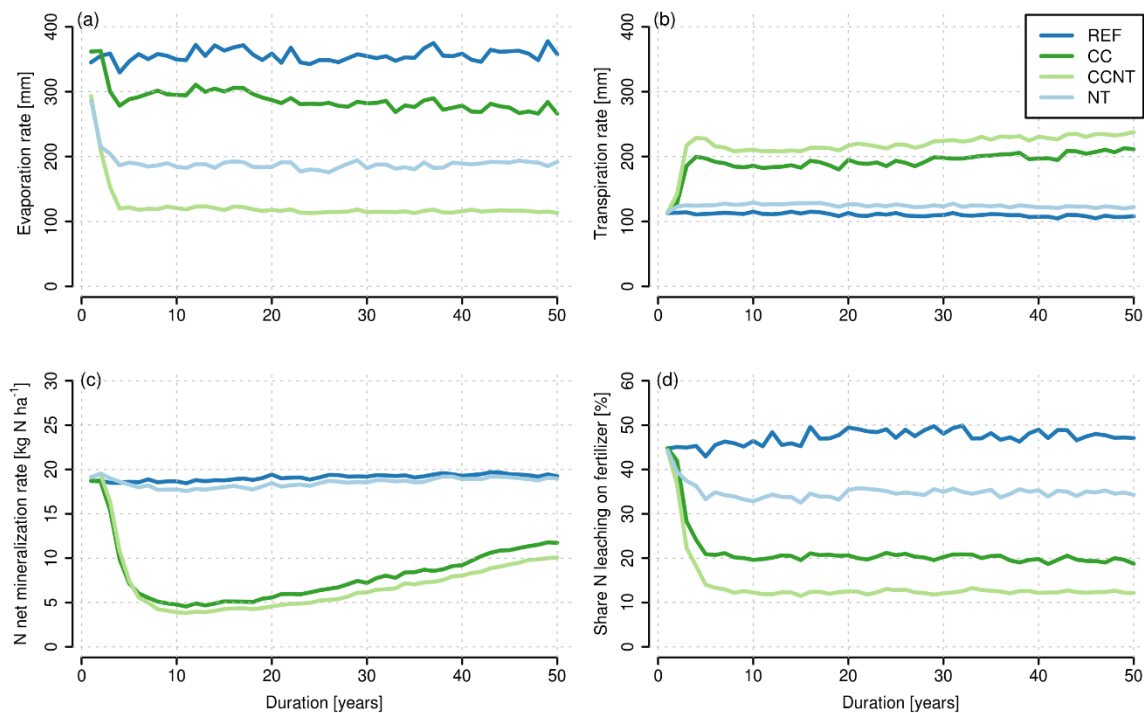 (a)
Evaporation rate [mm]
400
300
200
100
0
0 10 20 30 40 50
(b)
Transpiration rate [mm]
400
300
200
100
0
0 10 20 30 40 50
REF
CC
CCNT
NT
(c)
N net mineralization rate [kg N ha⁻¹]
30
25
20
15
10
5
0
0 10 20 30 40 50
Duration [years]
(d)
Share N leaching on fertilizer [%]
60
50
40
30
20
10
0
0 10 20 30 40 50
Duration [years]